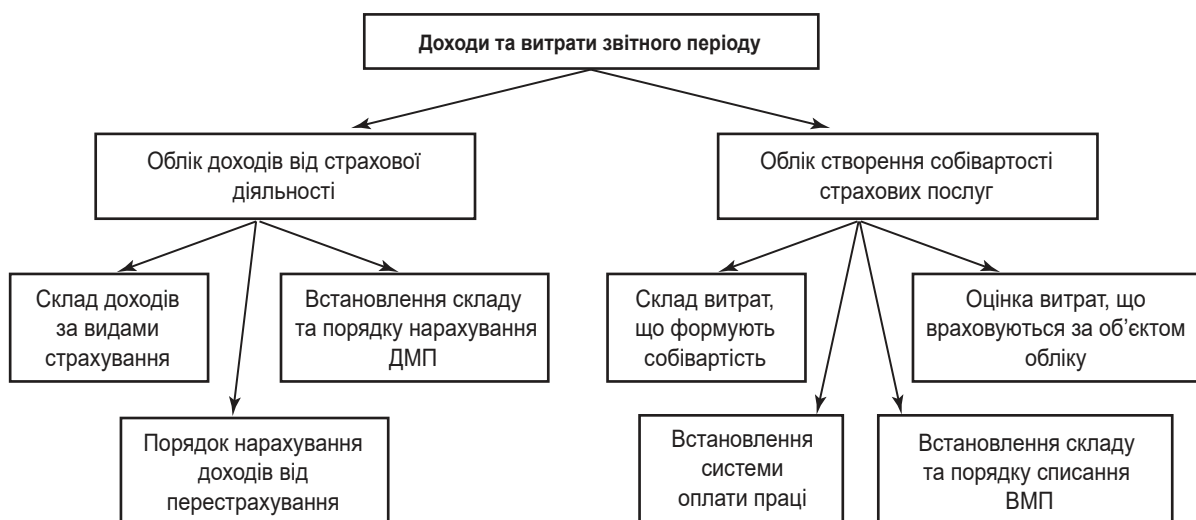 Доходи та витрати звітного періоду
Облік доходів від страхової
діяльності
Облік створення собівартості
страхових послуг
Склад доходів
за видами
страхування
Встановлення складу
та порядку нарахування
ДМП
Склад витрат,
що формують
собівартість
Оцінка витрат, що
враховуються за об’єктом
обліку
Порядок нарахування
доходів від
перестрахування
Встановлення
системи
оплати праці
Встановлення складу
та порядку списання
ВМП